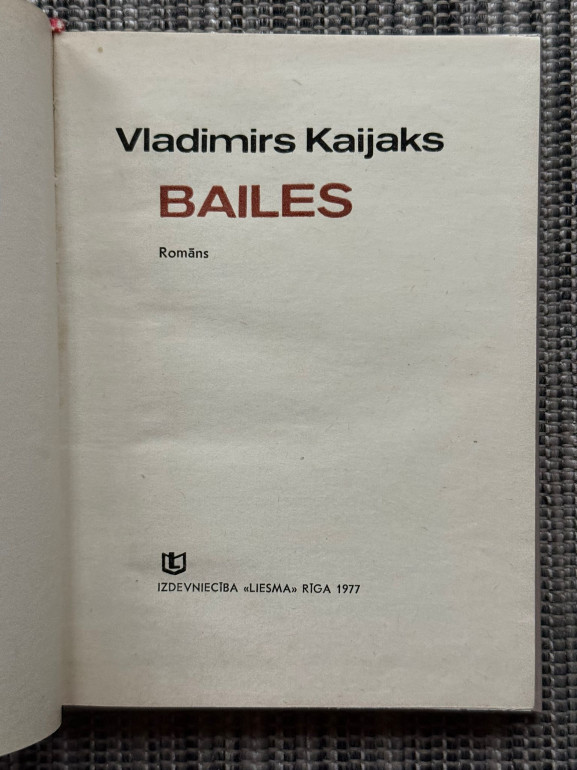 Vladimirs Kaijaks
BAILES
Romāns
L
IZDEVNIECĪBA «LIESMA» RĪGA 1977